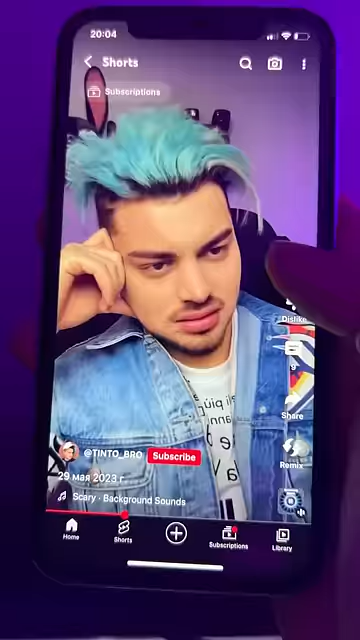 20:04
Shorts
Subscriptions
Dislike
Share
@TINTO_BRO Subscribe
Remix
29 мая 2023 г.
Scary · Background Sounds
Home
Shorts
Subscriptions
Library